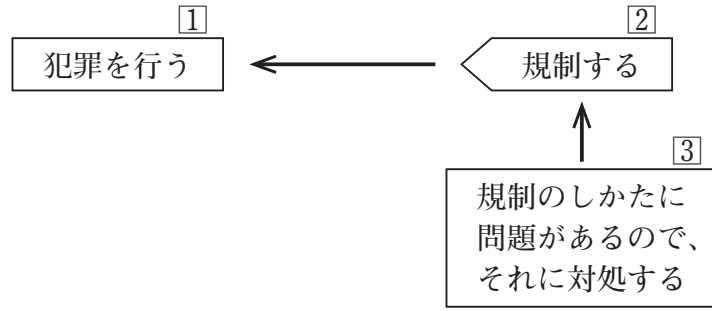 1
犯罪を行う
2
規制する
3
規制のしかたに
問題があるので、
それに対処する